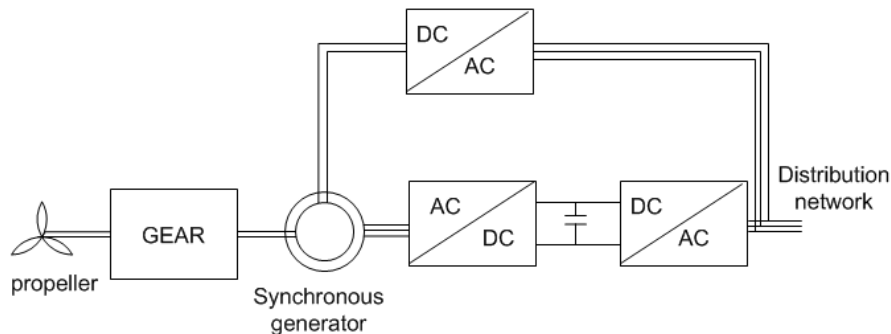 DC
AC
Distribution
network
AC
DC
DC
AC
GEAR
propeller
Synchronous
generator